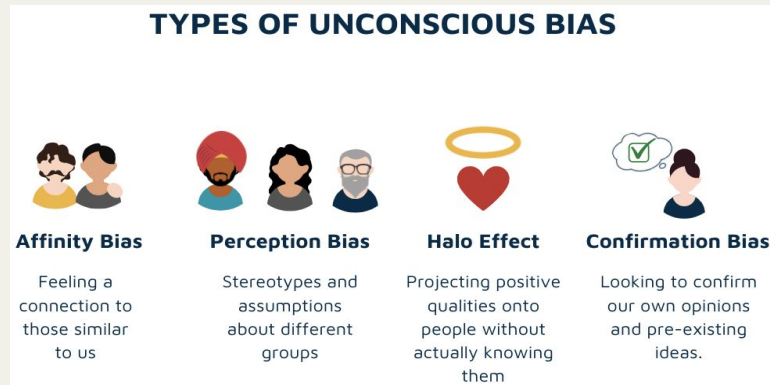 TYPES OF UNCONSCIOUS BIAS
Affinity Bias
Feeling a
connection to
those similar
to us
Perception Bias
Stereotypes and
assumptions
about different
groups
Halo Effect
Projecting positive
qualities onto
people without
actually knowing
them
Confirmation Bias
Looking to confirm
our own opinions
and pre-existing
ideas.